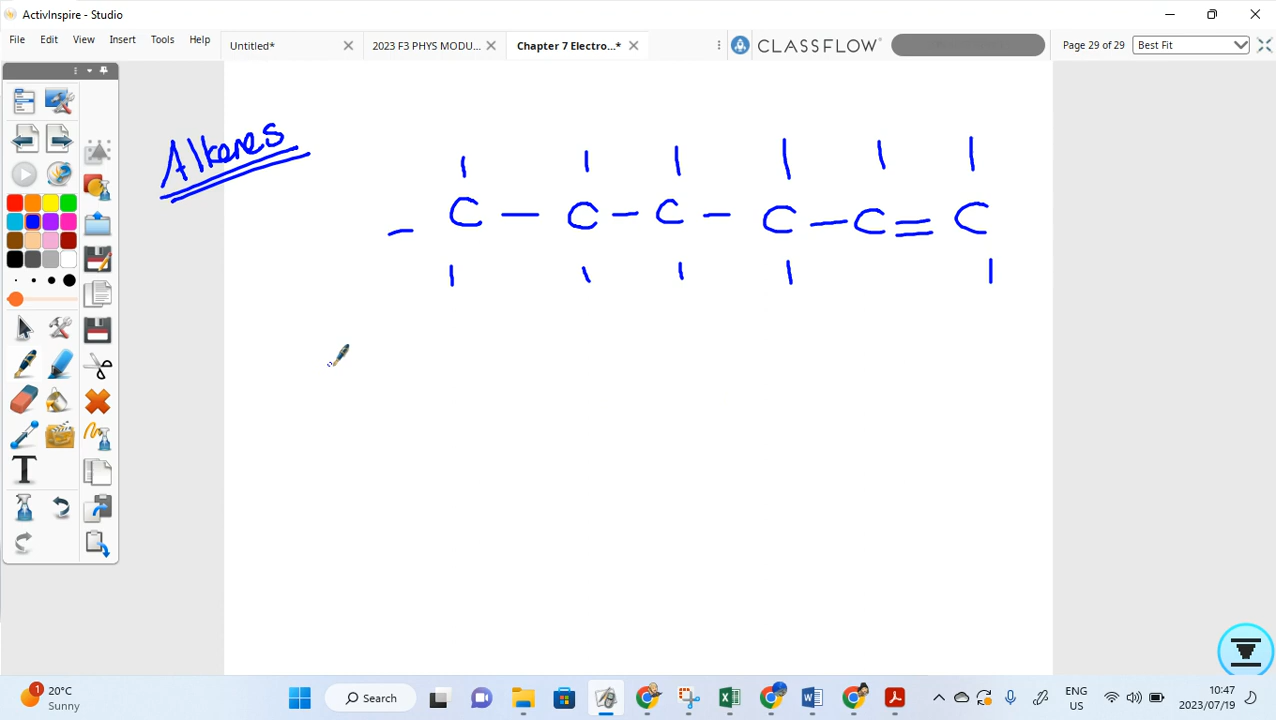 ActivInspire - Studio
File Edit View Insert Tools Help
Untitled*
2023 F3 PHYS MODU...
Chapter 7 Electro...*
CLASSFLOW
Page 29 of 29
Best Fit
Alkenes
C — C — C — C — C = C
T
20°C
Sunny
1
Search
ENG
US
10:47
2023/07/19